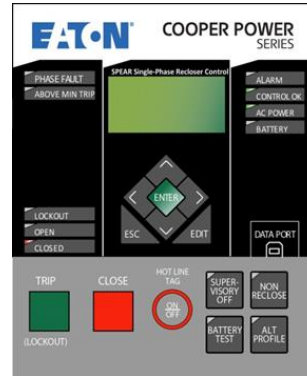 EATON
COOPER POWER
SERIES
PHASE FAULT
ABOVE MIN TRIP
SPEAR Single-Phase Recloser Control
ALARM
CONTROL OK
AC POWER
BATTERY
ENTER
ESC
EDIT
LOCKOUT
OPEN
CLOSED
DATA PORT
TRIP
(LOCKOUT)
CLOSE
HOT LINE
TAG
ON
OFF
SUPER-
VISORY
OFF
NON
RECLOSE
BATTERY
TEST
ALT
PROFILE